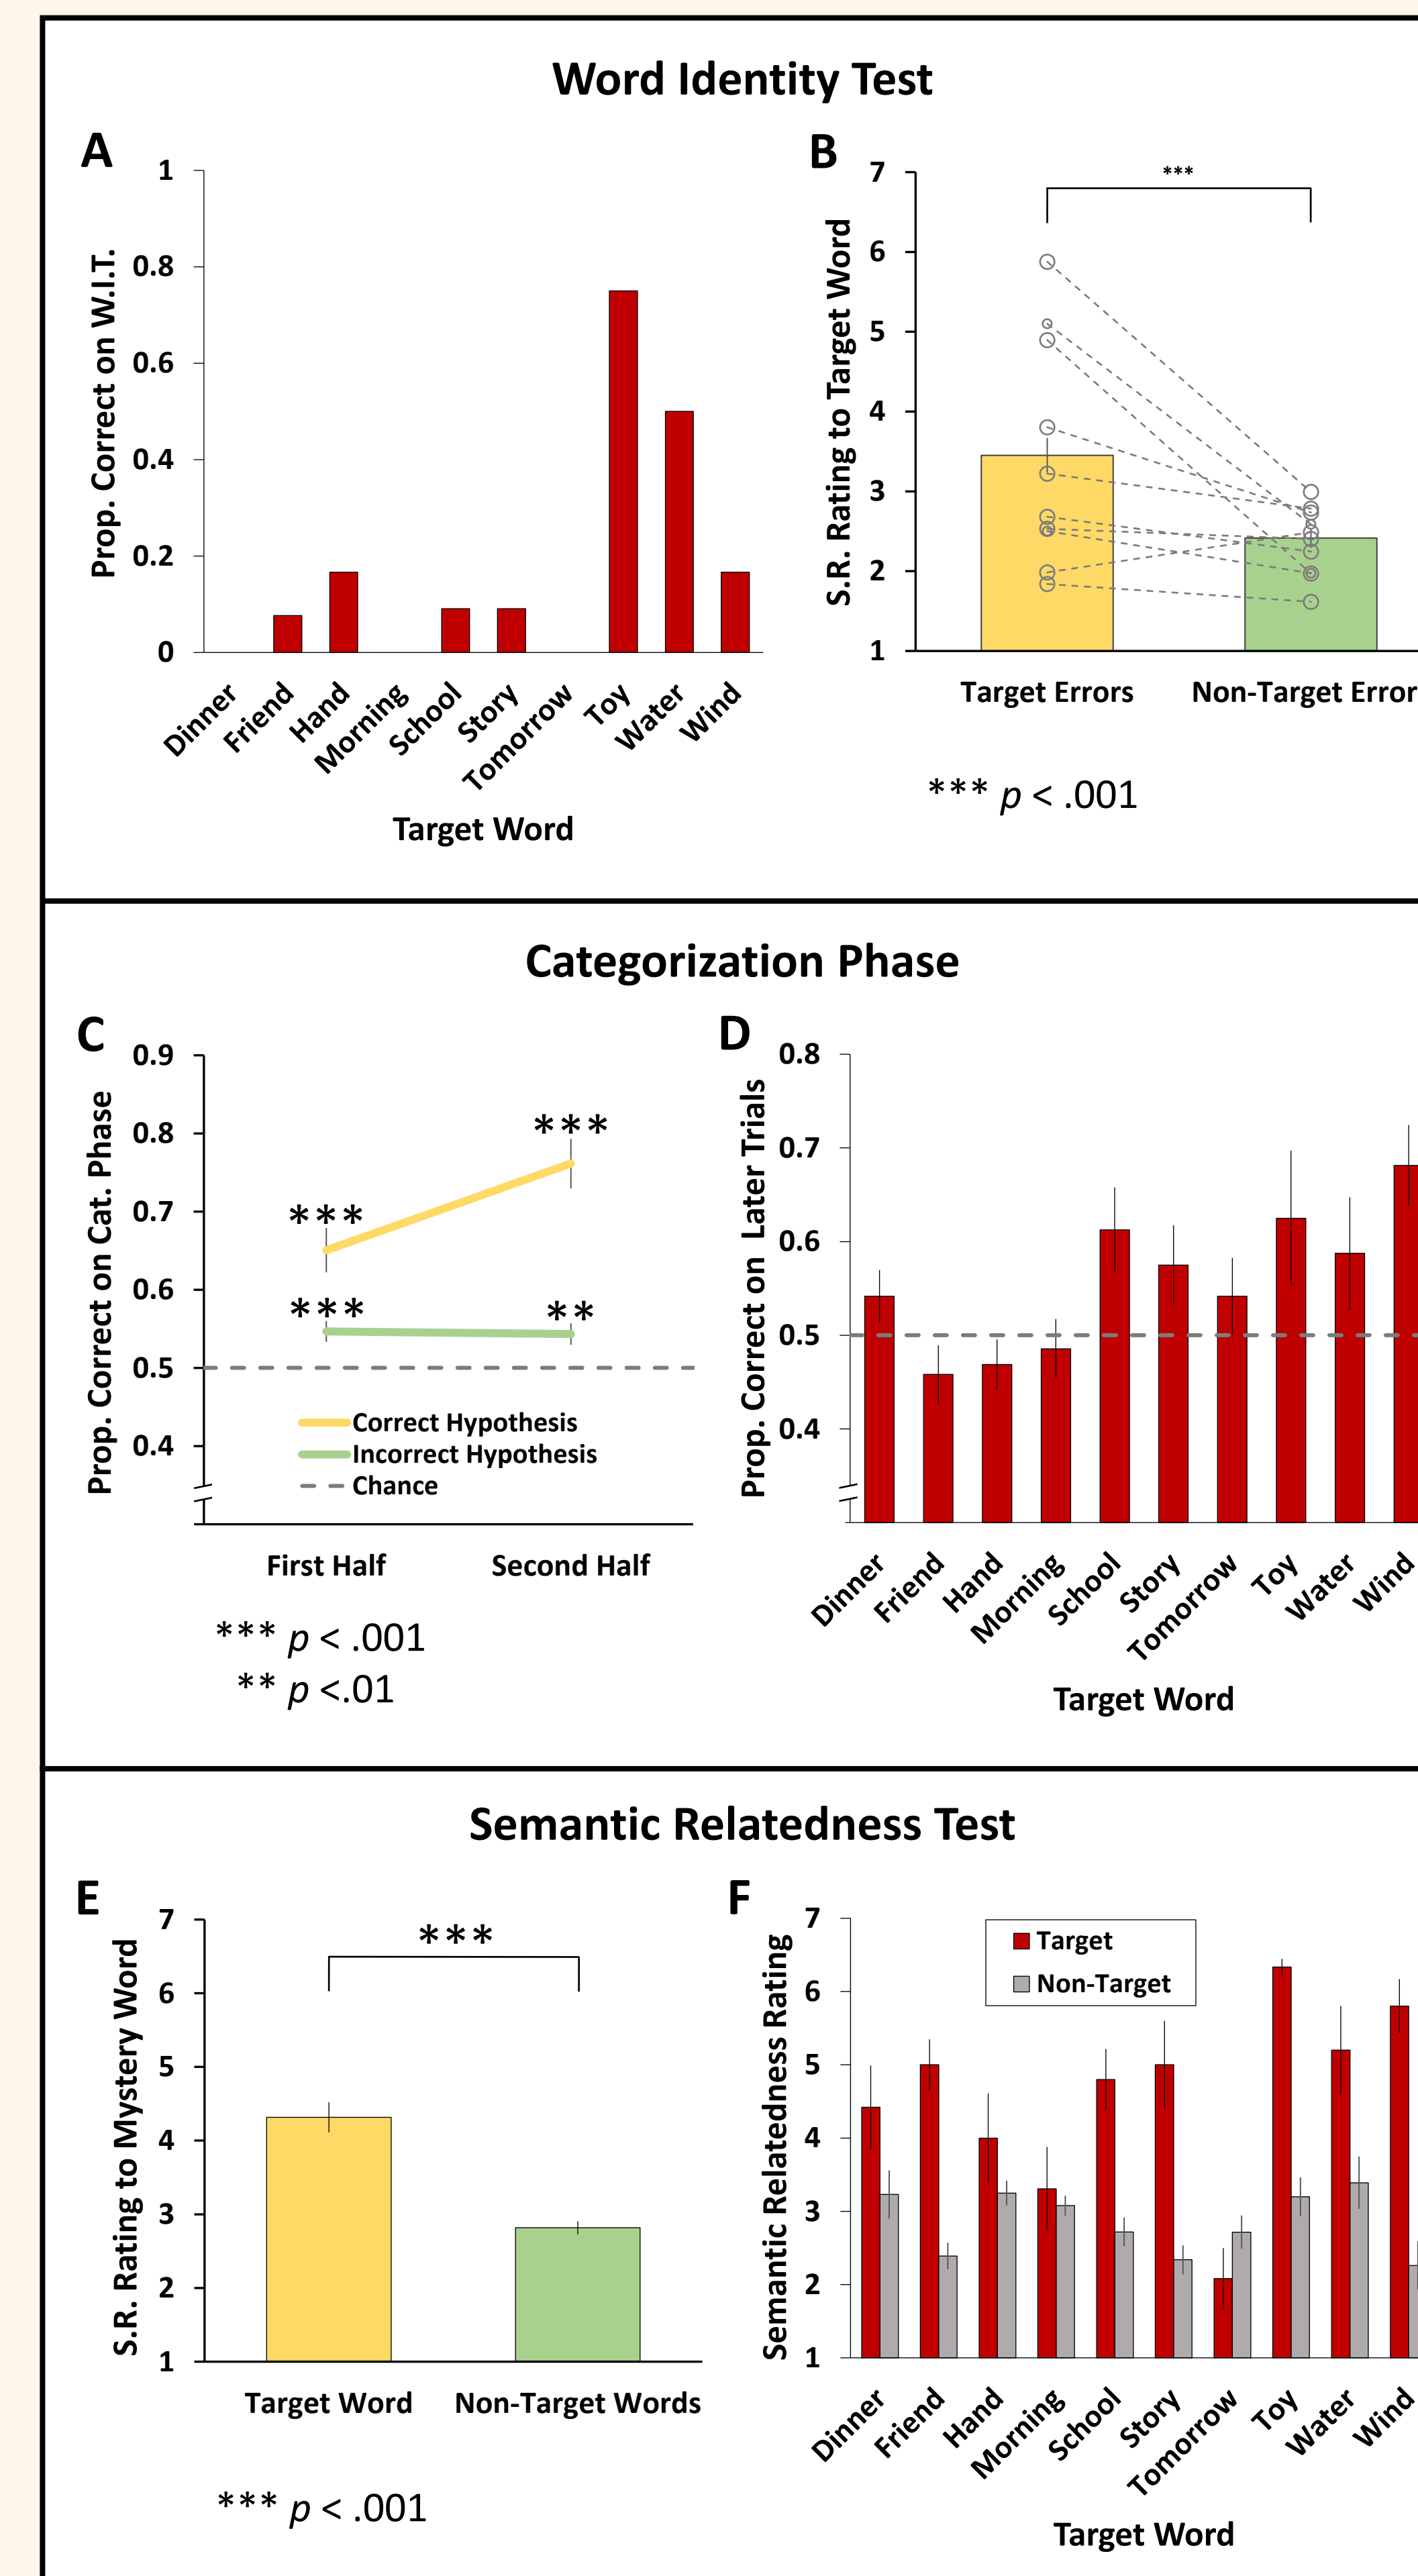 Word Identity Test
A
Prop. Correct on W.I.T.
1
0.8
0.6
0.4
0.2
0
Dinner
Friend
Hand
Morning
School
Story
Tomorrow
Toy
Water
Wind
Target Word
B
S.R. Rating to Target Word
7
6
5
4
3
2
1
***
Target Errors
Non-Target Error
*** p < .001
Categorization Phase
C
Prop. Correct on Cat. Phase
0.9
0.8
0.7
0.6
0.5
0.4
***
***
***
**
Correct Hypothesis
Incorrect Hypothesis
Chance
First Half
Second Half
*** p < .001
** p <.01
D
Prop. Correct on Later Trials
0.8
0.7
0.6
0.5
0.4
Dinner
Friend
Hand
Morning
School
Story
Tomorrow
Toy
Water
Wind
Target Word
Semantic Relatedness Test
E
S.R. Rating to Mystery Word
7
6
5
4
3
2
1
***
Target Word
Non-Target Words
*** p < .001
F
Semantic Relatedness Rating
7
6
5
4
3
2
1
Target
Non-Target
Dinner
Friend
Hand
Morning
School
Story
Tomorrow
Toy
Water
Wind
Target Word